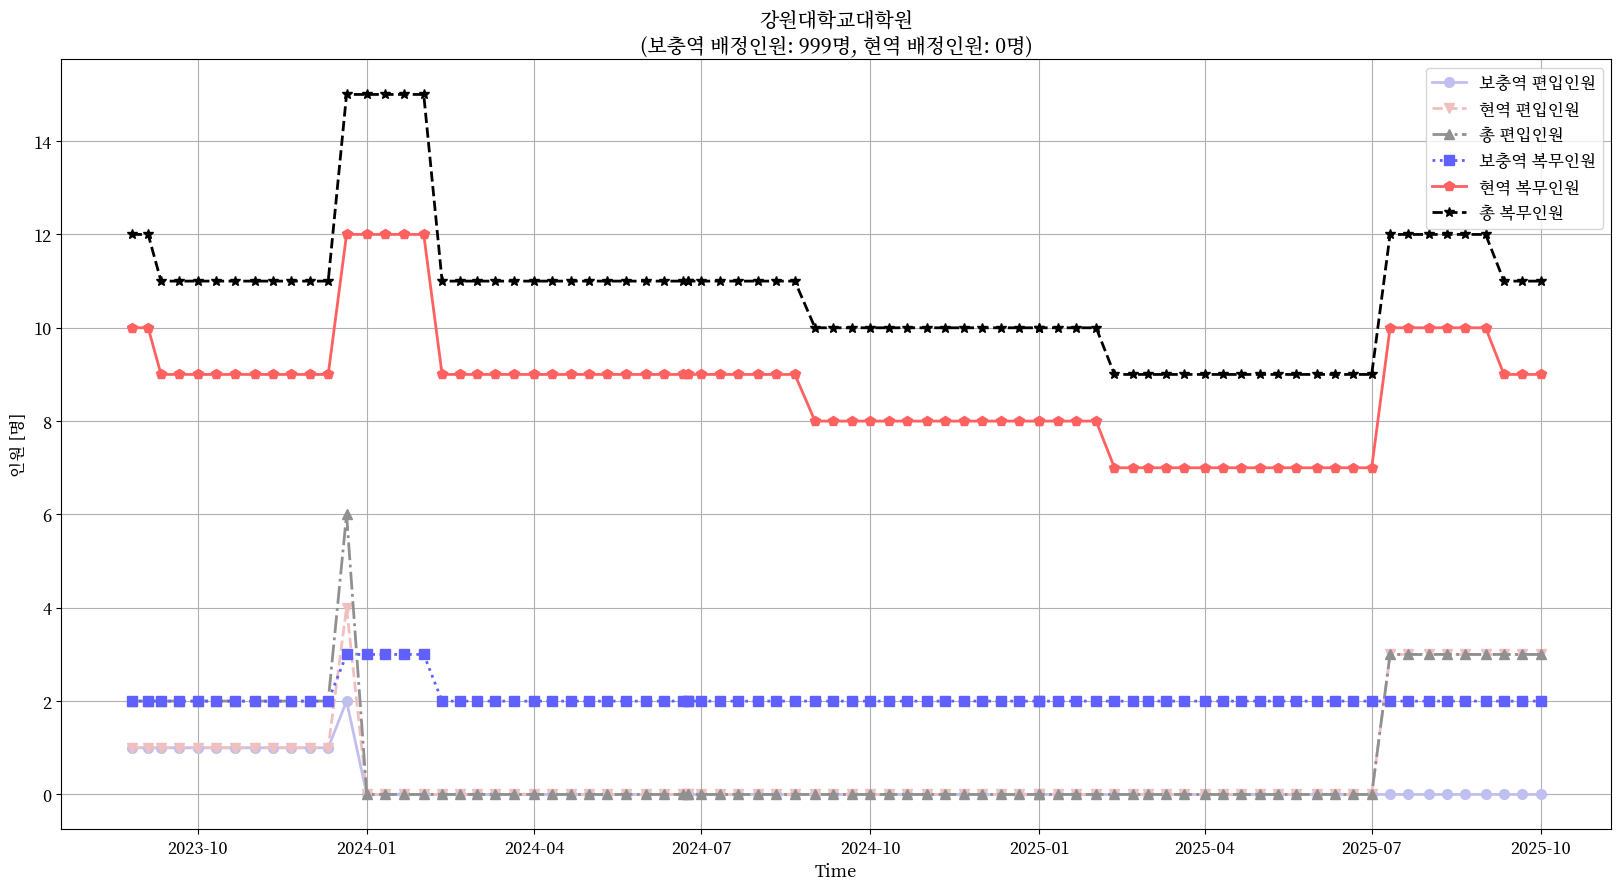 강원대학교대학원
(보충역 배정인원: 999명, 현역 배정인원: 0명)
보충역 편입인원
현역 편입인원
총 편입인원
보충역 복무인원
현역 복무인원
총 복무인원
인원 [명]
14
12
10
8
6
4
2
0
2023-10
2024-01
2024-04
2024-07
2024-10
2025-01
2025-04
2025-07
2025-10
Time